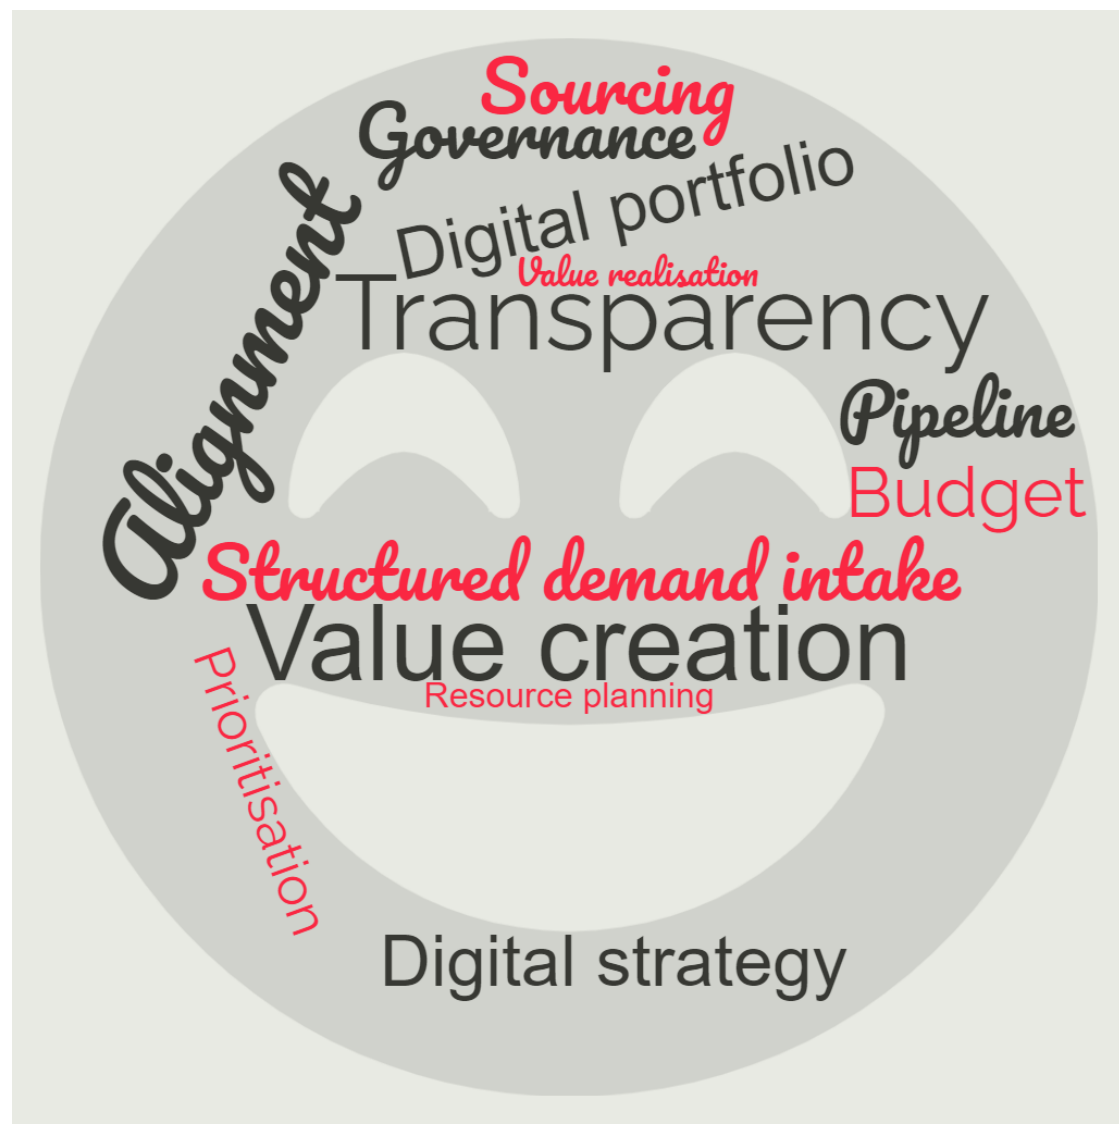 Sourcing
Governance
Digital portfolio
Alignment
Value realisation
Transparency
Pipeline
Budget
Structured demand intake
Value creation
Resource planning
Prioritisation
Digital strategy